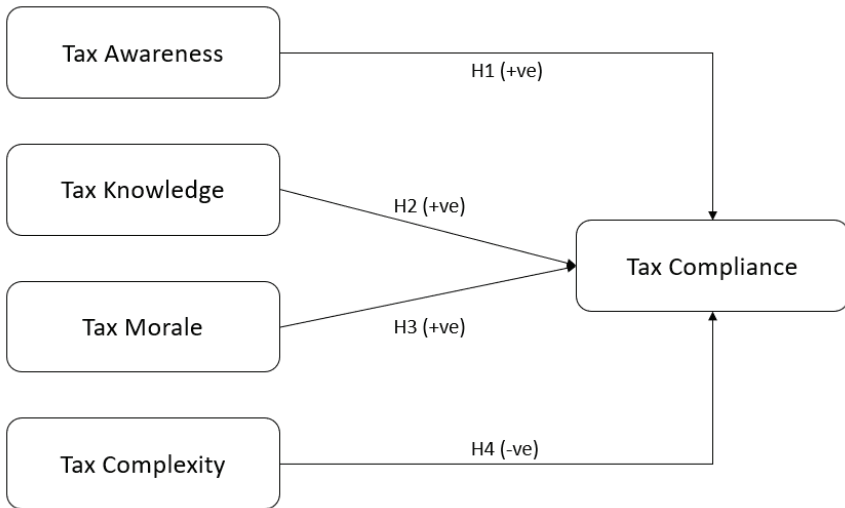 Tax Awareness
H1 (+ve)
Tax Knowledge
H2 (+ve)
Tax Compliance
Tax Morale
H3 (+ve)
Tax Complexity
H4 (-ve)